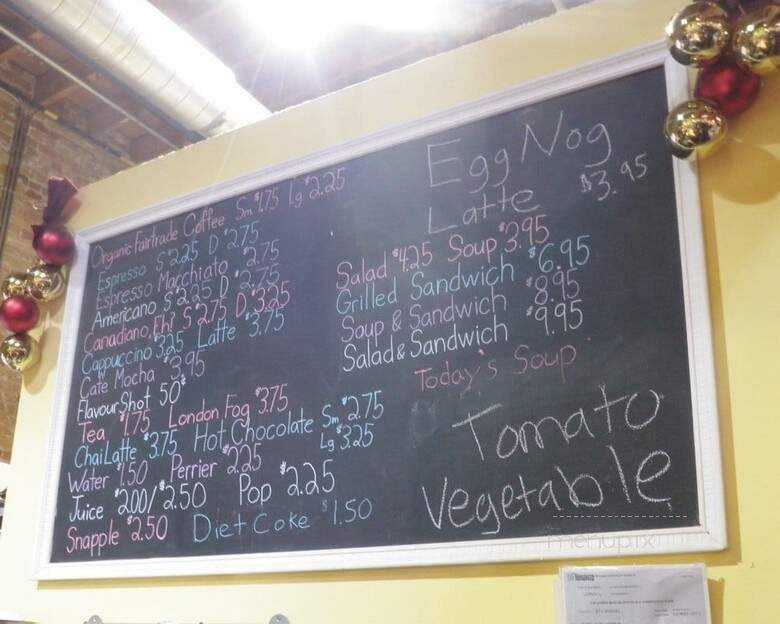 Organic Fairtrade Coffee Sm $1.75 Lg $2.25
Espresso S $2.25 D $2.75
Espresso Macchiato $2.75
Americano S $2.25 D $2.75
Canadiano, Eh? S $2.75 D $3.25
Cappuccino 3.25 Latte $3.75
Cafe Mocha $3.95
Flavour Shot 50¢
Tea $1.75 London Fog $3.75
Chai Latte $3.75 Hot Chocolate Sm $2.75
Lg $3.25
Water $1.50 Perrier $2.25
Juice $2.00/$2.50 Pop $2.25
Snapple $2.50 Diet Coke $1.50
Egg Nog
Latte $3.95
Salad $4.25 Soup $3.95
Grilled Sandwich $6.95
Soup & Sandwich $8.95
Salad & Sandwich $9.95
Today's Soup
Tomato
Vegetable
menupix
Toronto